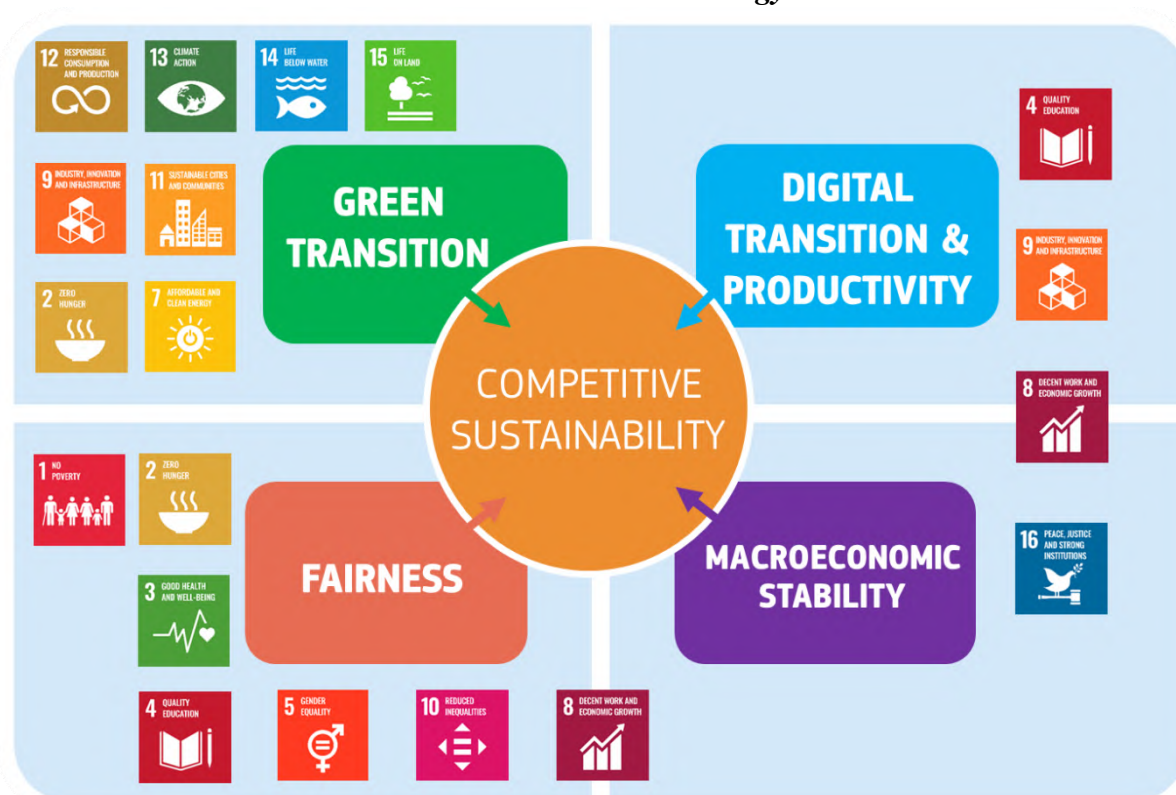 12 RESPONSIBLE
CONSUMPTION
AND PRODUCTION
13 CLIMATE
ACTION
14 LIFE
BELOW WATER
15 LIFE
ON LAND
9 INDUSTRY, INNOVATION
AND INFRASTRUCTURE
11 SUSTAINABLE CITIES
AND COMMUNITIES
2 ZERO
HUNGER
7 AFFORDABLE AND
CLEAN ENERGY
GREEN
TRANSITION
DIGITAL
TRANSITION &
PRODUCTIVITY
4 QUALITY
EDUCATION
9 INDUSTRY, INNOVATION
AND INFRASTRUCTURE
8 DECENT WORK AND
ECONOMIC GROWTH
COMPETITIVE
SUSTAINABILITY
1 NO
POVERTY
2 ZERO
HUNGER
3 GOOD HEALTH
AND WELL-BEING
FAIRNESS
4 QUALITY
EDUCATION
5 GENDER
EQUALITY
10 REDUCED
INEQUALITIES
8 DECENT WORK AND
ECONOMIC GROWTH
MACROECONOMIC
STABILITY
16 PEACE, JUSTICE
AND STRONG
INSTITUTIONS